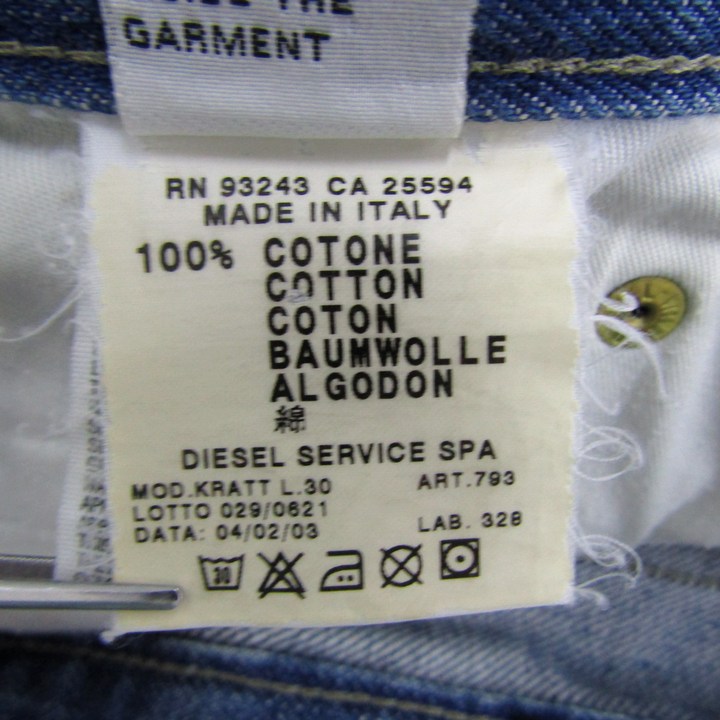 GARMENT
RN 93243 CA 25594
MADE IN ITALY
100% COTONE
COTTON
COTON
BAUMWOLLE
ALGODON
綿
DIESEL SERVICE SPA
MOD.KRATT L.30 ART.793
LOTTO 029/0621
DATA: 04/02/03 LAB. 328
30